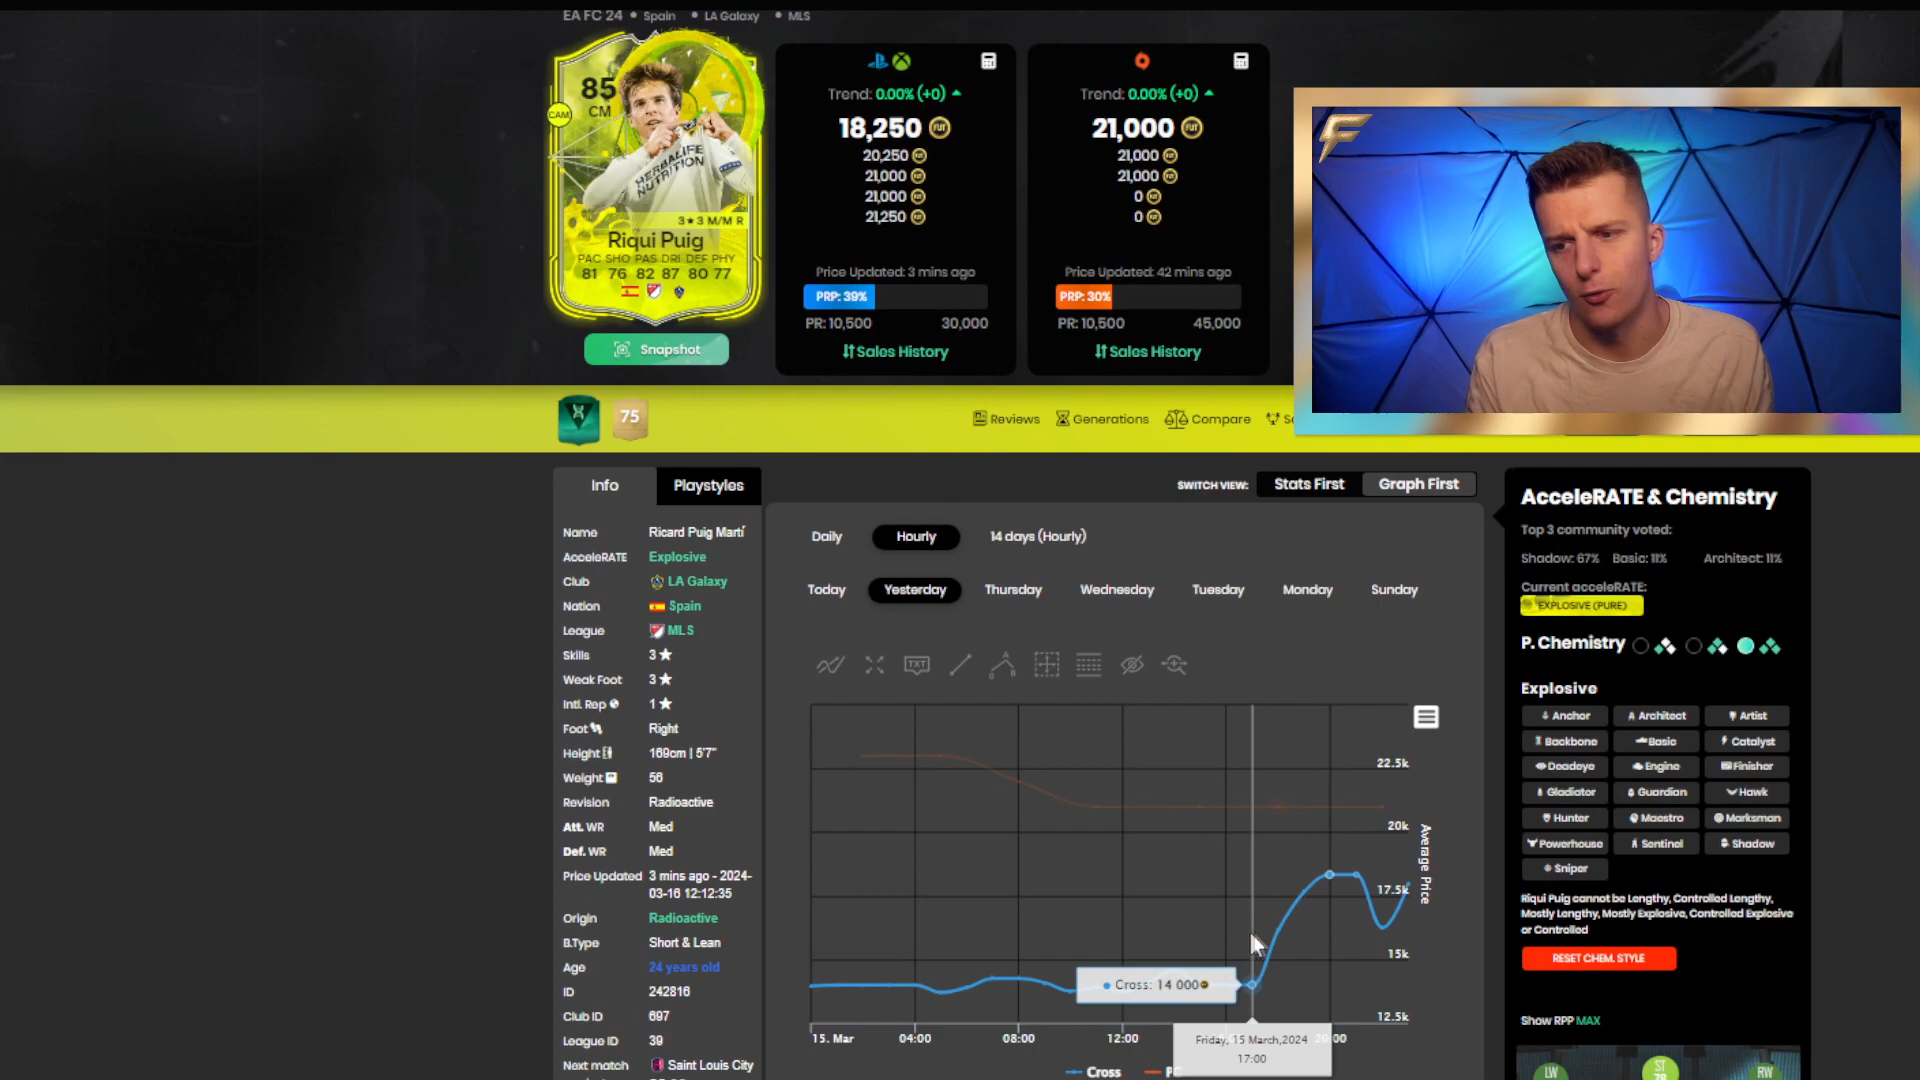 EA FC 24 • Spain • LA Galaxy • MLS
85
CM
CAM
HERBALIFE
NUTRITION
3★3 M/M R
Riqui Puig
PAC SHO PAS DRI DEF PHY
81 76 82 87 80 77
Snapshot
Trend: 0.00% (+0)
18,250
20,250
21,000
21,000
21,250
Price Updated: 3 mins ago
PRP: 39%
PR: 10,500 30,000
Sales History
Trend: 0.00% (+0)
21,000
21,000
21,000
0
0
Price Updated: 42 mins ago
PRP: 30%
PR: 10,500 45,000
Sales History
75
Reviews Generations Compare
Info Playstyles
SWITCH VIEW: Stats First Graph First
Name Ricard Puig Martí
AcceleRATE Explosive
Club LA Galaxy
Nation Spain
League MLS
Skills 3★
Weak Foot 3★
Intl. Rep 1★
Foot Right
Height 169cm | 5'7"
Weight 56
Revision Radioactive
Att. WR Med
Def. WR Med
Price Updated 3 mins ago - 2024-
03-16 12:12:35
Origin Radioactive
B.Type Short & Lean
Age 24 years old
ID 242816
Club ID 697
League ID 39
Next match Saint Louis City
Daily Hourly 14 days (Hourly)
Today Yesterday Thursday Wednesday Tuesday Monday Sunday
TXT
22.5k
20k
17.5k
15k
12.5k
Average Price
Cross: 14 000
15. Mar 04:00 08:00 12:00 20:00
Friday, 15 March,2024
17:00
Cross
AcceleRATE & Chemistry
Top 3 community voted:
Shadow: 67% Basic: 11% Architect: 11%
Current acceleRATE:
EXPLOSIVE (PURE)
P. Chemistry
Explosive
Anchor Architect Artist
Backbone Basic Catalyst
Deadeye Engine Finisher
Gladiator Guardian Hawk
Hunter Maestro Marksman
Powerhouse Sentinel Shadow
Sniper
Riqui Puig cannot be Lengthy, Controlled Lengthy,
Mostly Lengthy, Mostly Explosive, Controlled Explosive
or Controlled
RESET CHEM. STYLE
Show RPP MAX
LW ST RW